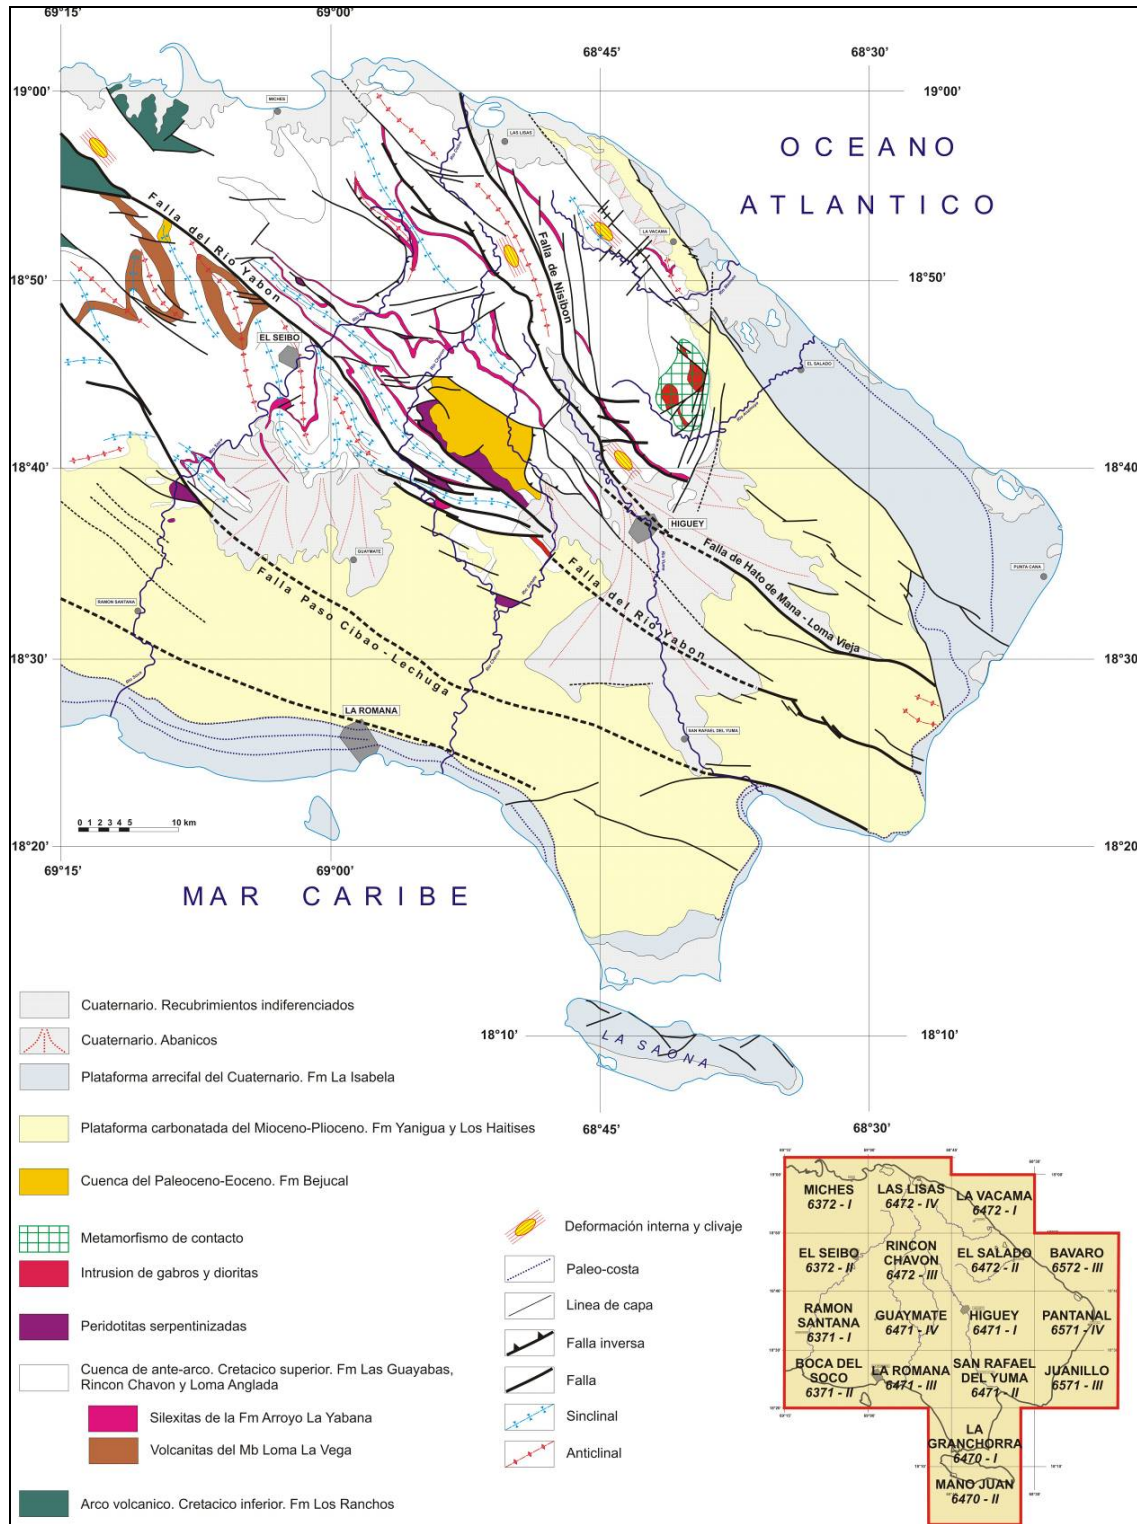 69°15'
69°00'
68°45'
68°30'
19°00'
19°00'
MICHES
LAS LISAS
OCEANO
ATLANTICO
LA VACAMA
Falla del Río Yabon
Falla de Nisibon
18°50'
18°50'
EL SEIBO
EL SALADO
18°40'
18°40'
HIGUEY
GUAYMATE
PUNTA CANA
RAMON SANTANA
Falla Paso Cibao - Lechuga
Falla del Río Yabon
Falla de Hato de Mana - Loma Vieja
18°30'
18°30'
LA ROMANA
SAN RAFAEL DEL YUMA
0 1 2 3 4 5 10 km
18°20'
18°20'
69°15'
69°00'
MAR CARIBE
18°10'
18°10'
LA SAONA
68°45'
68°30'
Cuaternario. Recubrimientos indiferenciados
Cuaternario. Abanicos
Plataforma arrecifal del Cuaternario. Fm La Isabela
Plataforma carbonatada del Mioceno-Plioceno. Fm Yanigua y Los Haitises
Cuenca del Paleoceno-Eoceno. Fm Bejucal
Metamorfismo de contacto
Intrusion de gabros y dioritas
Peridotitas serpentinizadas
Cuenca de ante-arco. Cretacico superior. Fm Las Guayabas,
Rincon Chavon y Loma Anglada
Silexitas de la Fm Arroyo La Yabana
Volcanitas del Mb Loma La Vega
Arco volcanico. Cretacico inferior. Fm Los Ranchos
Deformación interna y clivaje
Paleo-costa
Linea de capa
Falla inversa
Falla
Sinclinal
Anticlinal
MICHES
6372 - I
LAS LISAS
6472 - IV
LA VACAMA
6472 - I
EL SEIBO
6372 - II
RINCON
CHAVON
6472 - III
EL SALADO
6472 - II
BAVARO
6572 - III
RAMON
SANTANA
6371 - I
GUAYMATE
6471 - IV
HIGUEY
6471 - I
PANTANAL
6571 - IV
BOCA DEL
SOCO
6371 - II
LA ROMANA
6471 - III
SAN RAFAEL
DEL YUMA
6471 - II
JUANILLO
6571 - III
LA
GRANCHORRA
6470 - I
MANO JUAN
6470 - II